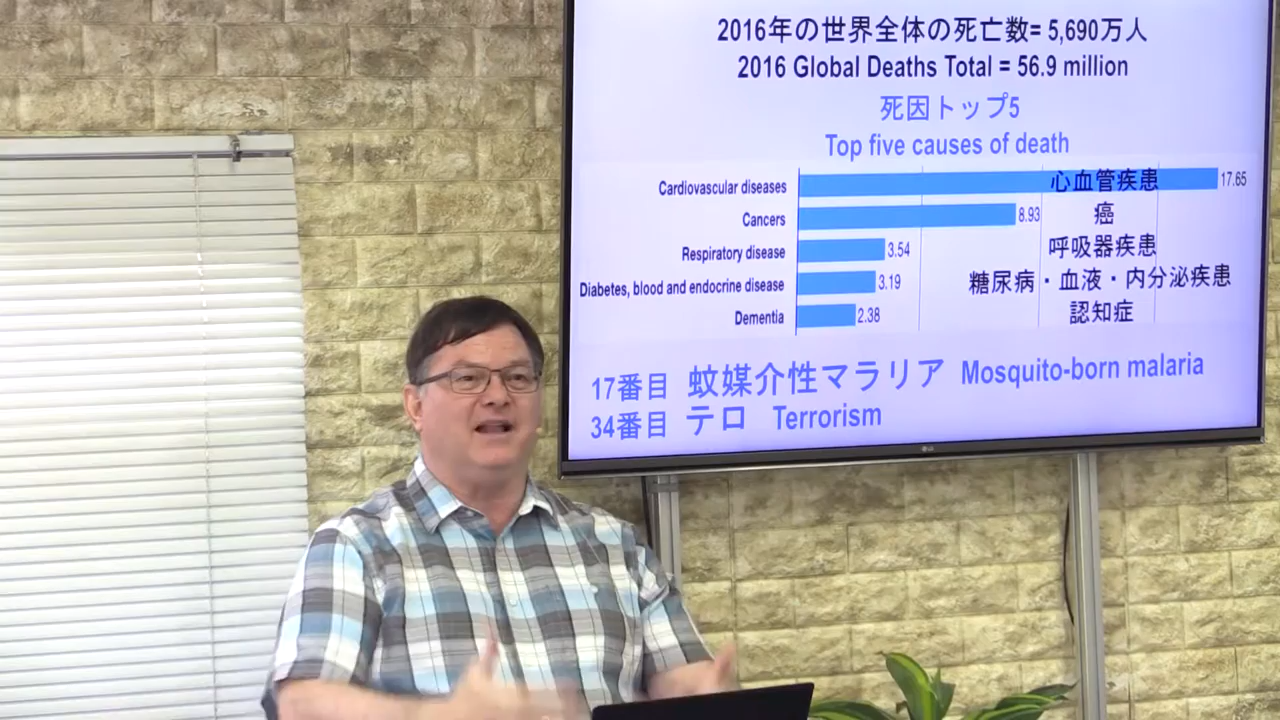 2016年の世界全体の死亡数= 5,690万人
2016 Global Deaths Total = 56.9 million
死因トップ5
Top five causes of death
Cardiovascular diseases 心血管疾患 17.65
Cancers 8.93 癌
Respiratory disease 3.54 呼吸器疾患
Diabetes, blood and endocrine disease 3.19 糖尿病・血液・内分泌疾患
Dementia 2.38 認知症
17番目 蚊媒介性マラリア Mosquito-born malaria
34番目 テロ Terrorism
LG